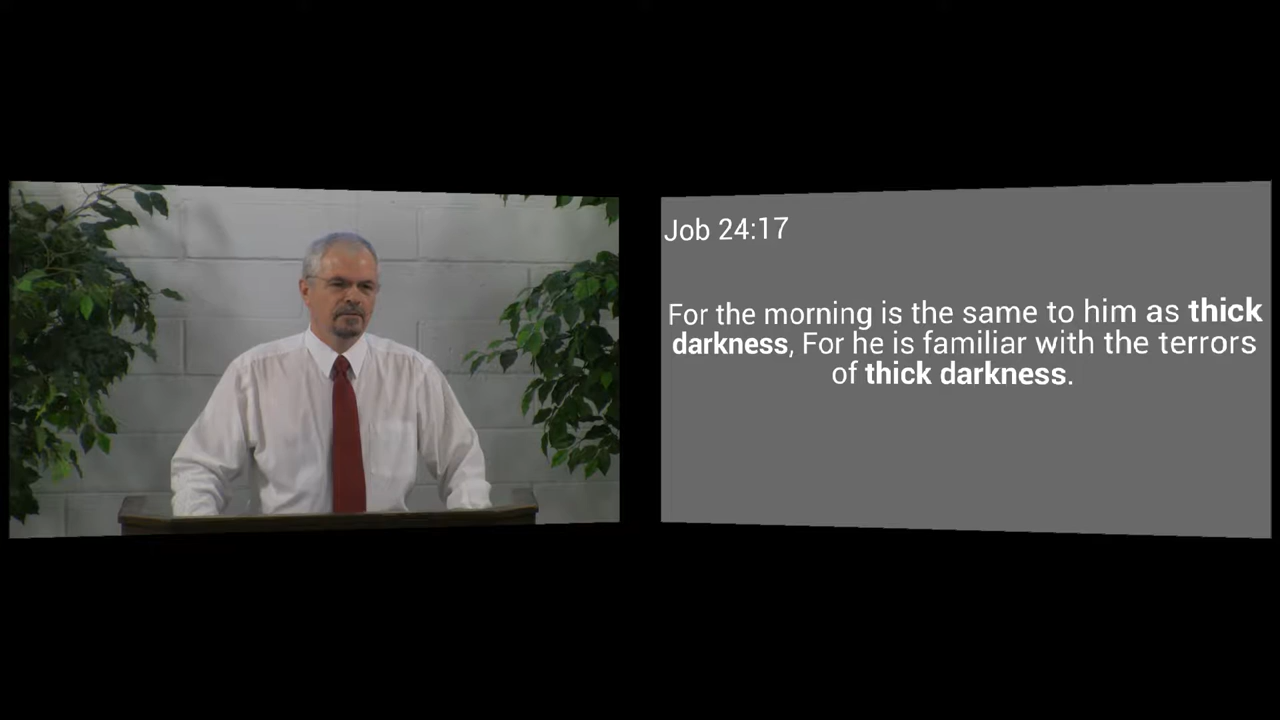 Job 24:17
For the morning is the same to him as thick
darkness, For he is familiar with the terrors
of thick darkness.